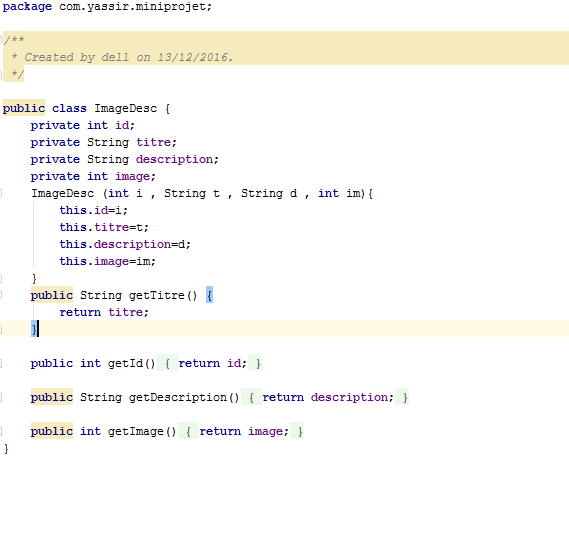 package com.yassir.miniprojet;
/**
 * Created by dell on 13/12/2016.
 */
public class ImageDesc {
    private int id;
    private String titre;
    private String description;
    private int image;
    ImageDesc (int i , String t , String d , int im){
        this.id=i;
        this.titre=t;
        this.description=d;
        this.image=im;
    }
    public String getTitre() {
        return titre;
    }
    public int getId() { return id; }
    public String getDescription() { return description; }
    public int getImage() { return image; }
}